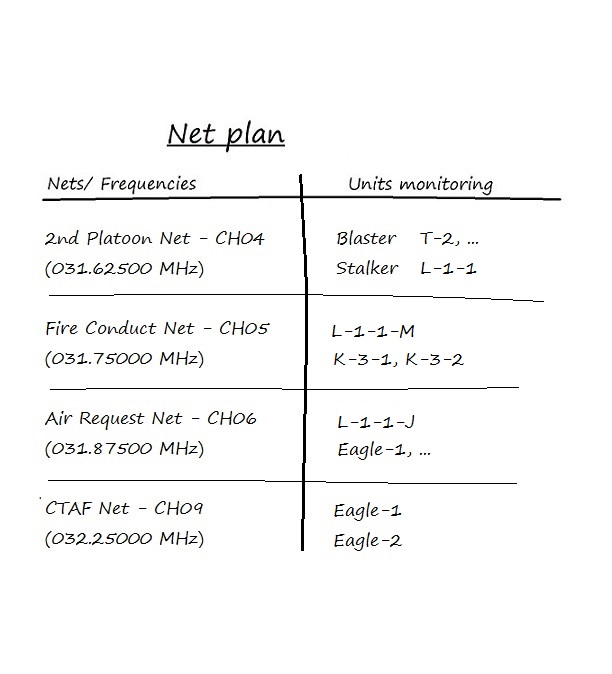 Net plan
Nets/ Frequencies Units monitoring
2nd Platoon Net - CH04 Blaster T-2, ...
(031.62500 MHz) Stalker L-1-1
Fire Conduct Net - CH05 L-1-1-M
(031.75000 MHz) K-3-1, K-3-2
Air Request Net - CH06 L-1-1-J
(031.87500 MHz) Eagle-1, ...
CTAF Net - CH09 Eagle-1
(032.25000 MHz) Eagle-2